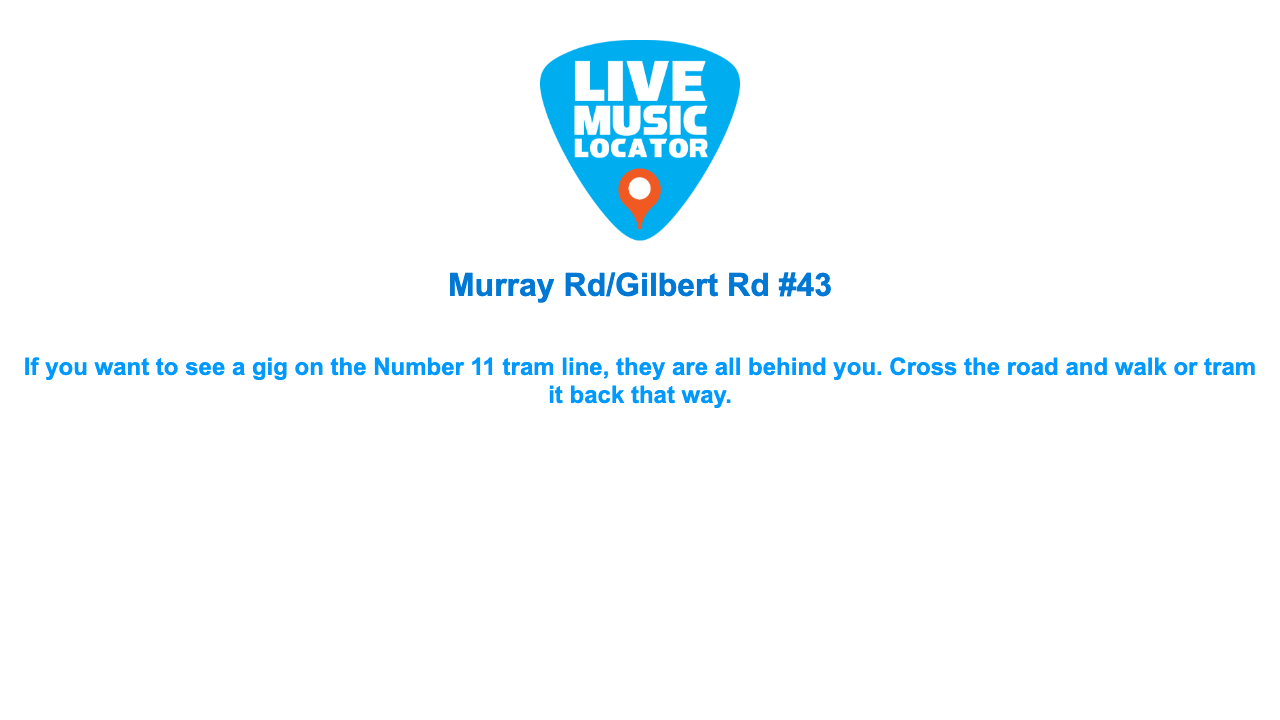 LIVE
MUSIC
LOCATOR
Murray Rd/Gilbert Rd #43
If you want to see a gig on the Number 11 tram line, they are all behind you. Cross the road and walk or tram
it back that way.